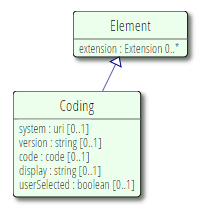 Element
extension : Extension 0..*
Coding
system : uri [0..1]
version : string [0..1]
code : code [0..1]
display : string [0..1]
userSelected : boolean [0..1]